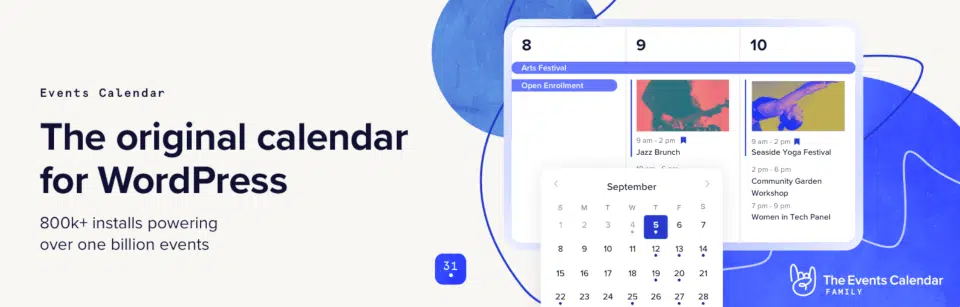 Events Calendar
The original calendar
for WordPress
800k+ installs powering
over one billion events
31
8 9 10
Arts Festival
Open Enrollment
9 am - 2 pm
Jazz Brunch
9 am - 2 pm
Seaside Yoga Festival
2 pm - 6 pm
Community Garden
Workshop
7 pm - 9 pm
Women in Tech Panel
September
S M T W T F S
1 2 3 4 5 6 7
8 9 10 11 12 13 14
15 16 17 18 19 20 21
22 23 24 25 26 27 28
The Events Calendar
FAMILY